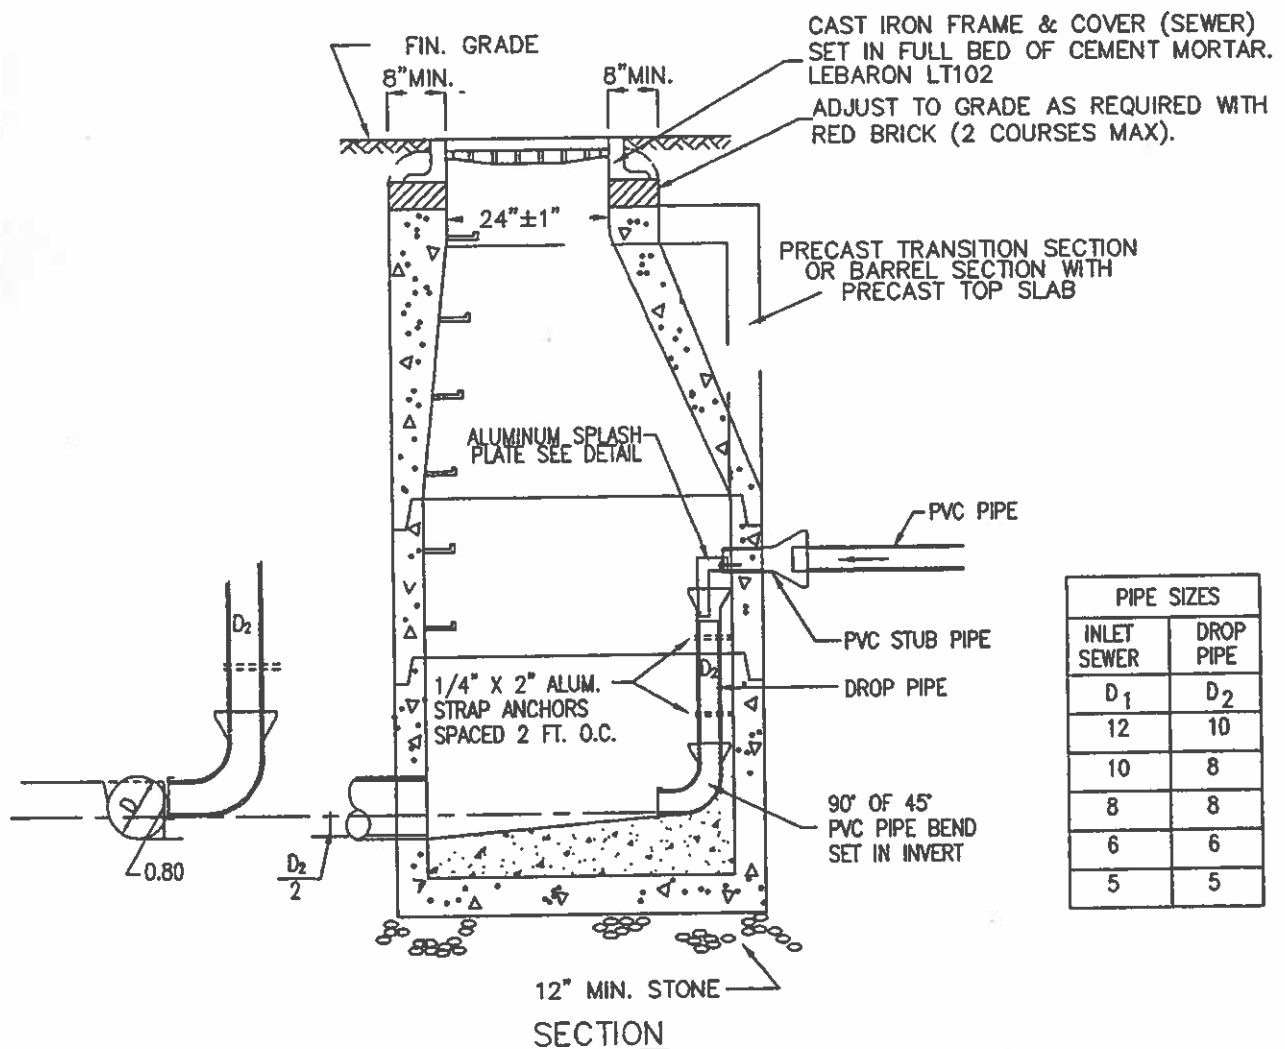 FIN. GRADE
8"MIN.
8"MIN.
CAST IRON FRAME & COVER (SEWER)
SET IN FULL BED OF CEMENT MORTAR.
LEBARON LT102
ADJUST TO GRADE AS REQUIRED WITH
RED BRICK (2 COURSES MAX).
24"±1"
PRECAST TRANSITION SECTION
OR BARREL SECTION WITH
PRECAST TOP SLAB
ALUMINUM SPLASH
PLATE SEE DETAIL
PVC PIPE
PVC STUB PIPE
D2
D2
DROP PIPE
1/4" X 2" ALUM.
STRAP ANCHORS
SPACED 2 FT. O.C.
90° OF 45°
PVC PIPE BEND
SET IN INVERT
D
0.80
D2
2
12" MIN. STONE
SECTION
PIPE SIZES
INLET SEWER DROP PIPE
D1 D2
12 10
10 8
8 8
6 6
5 5